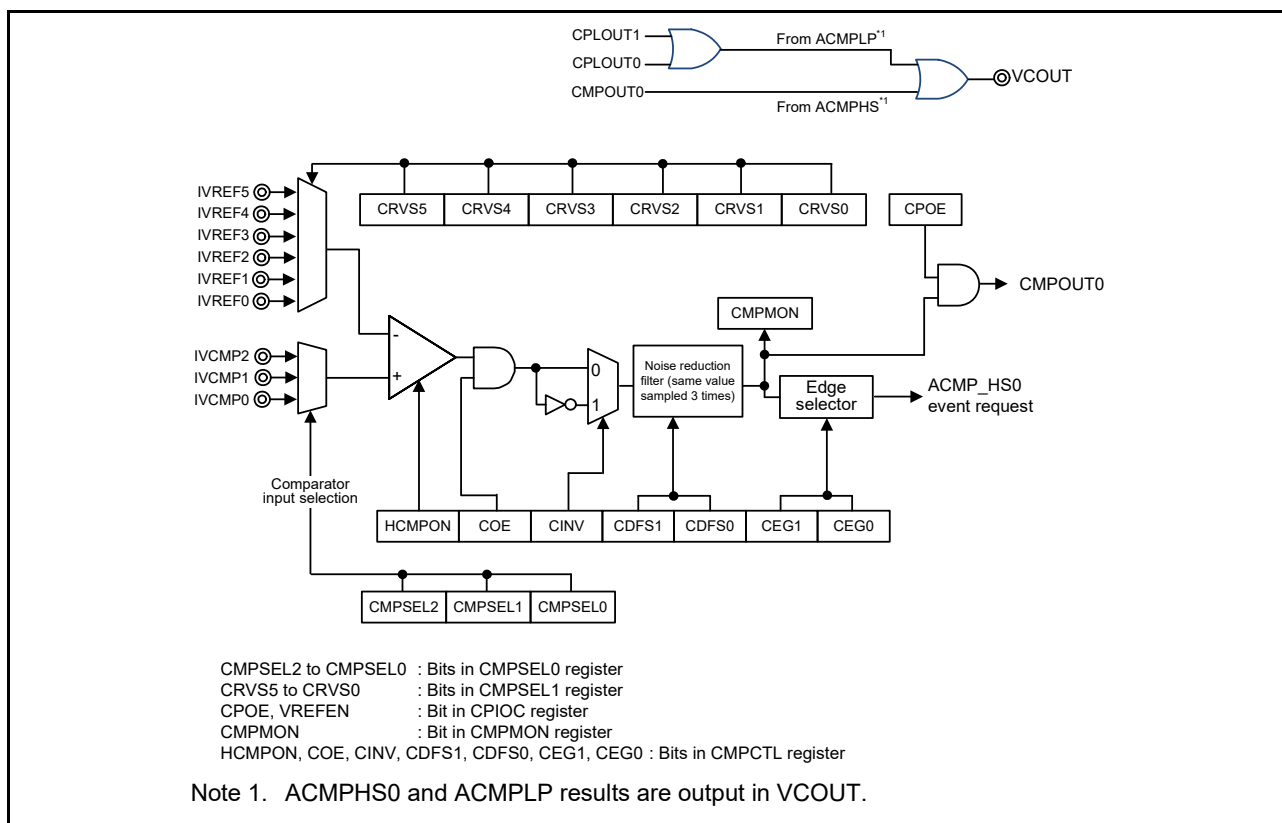 CPLOUT1
CPLOUT0
From ACMPLP*1
CMPOUT0
From ACMPHS*1
VCOUT
IVREF5
IVREF4
IVREF3
IVREF2
IVREF1
IVREF0
CRVS5 CRVS4 CRVS3 CRVS2 CRVS1 CRVS0
CPOE
CMPOUT0
CMPMON
IVCMP2
IVCMP1
IVCMP0
-
+
0
1
Noise reduction
filter (same value
sampled 3 times)
Edge
selector
ACMP_HS0
event request
Comparator
input selection
HCMPON COE CINV CDFS1 CDFS0 CEG1 CEG0
CMPSEL2 CMPSEL1 CMPSEL0
CMPSEL2 to CMPSEL0 : Bits in CMPSEL0 register
CRVS5 to CRVS0 : Bits in CMPSEL1 register
CPOE, VREFEN : Bit in CPIOC register
CMPMON : Bit in CMPMON register
HCMPON, COE, CINV, CDFS1, CDFS0, CEG1, CEG0 : Bits in CMPCTL register
Note 1. ACMPHS0 and ACMPLP results are output in VCOUT.